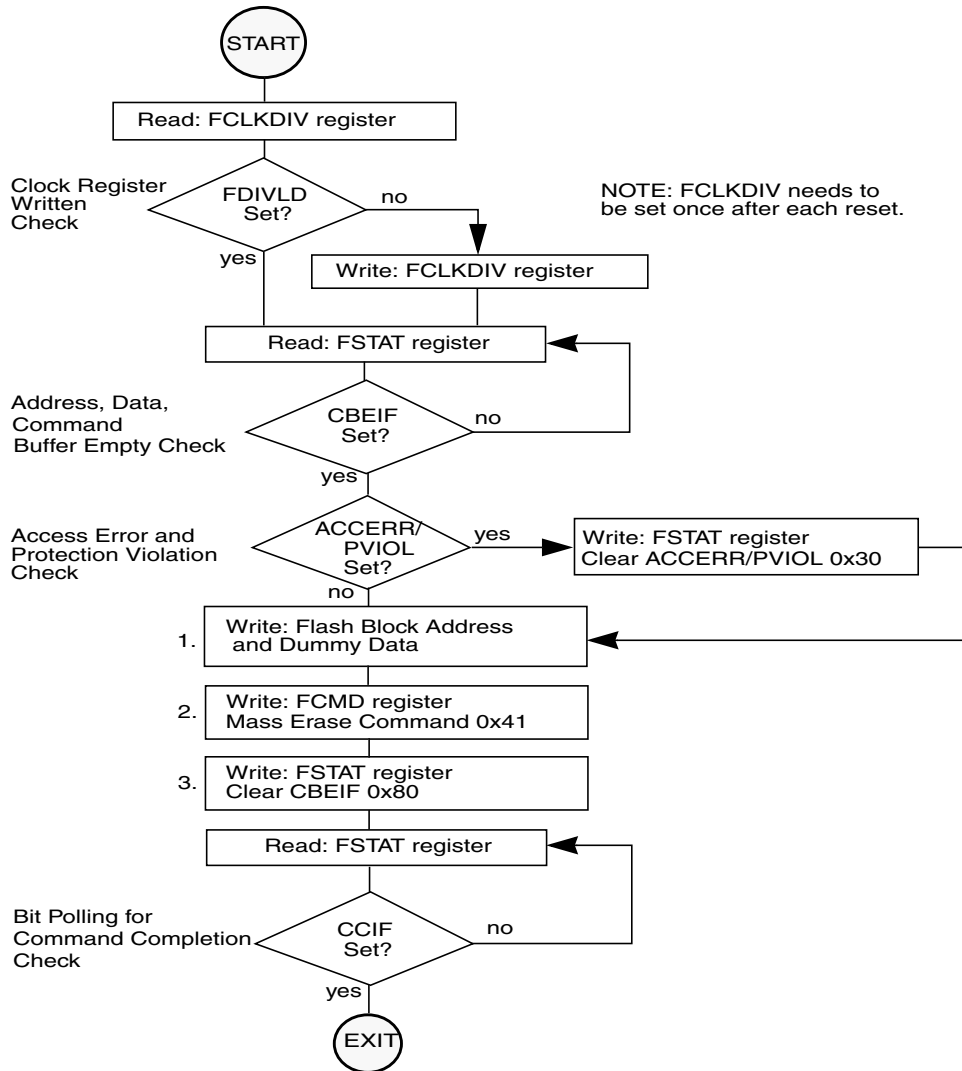 START
Read: FCLKDIV register
Clock Register
Written
Check
FDIVLD
Set?
no
yes
NOTE: FCLKDIV needs to
be set once after each reset.
Write: FCLKDIV register
Read: FSTAT register
Address, Data,
Command
Buffer Empty Check
CBEIF
Set?
no
yes
Access Error and
Protection Violation
Check
ACCERR/
PVIOL
Set?
yes
no
Write: FSTAT register
Clear ACCERR/PVIOL 0x30
1.
Write: Flash Block Address
and Dummy Data
2.
Write: FCMD register
Mass Erase Command 0x41
3.
Write: FSTAT register
Clear CBEIF 0x80
Read: FSTAT register
Bit Polling for
Command Completion
Check
CCIF
Set?
no
yes
EXIT